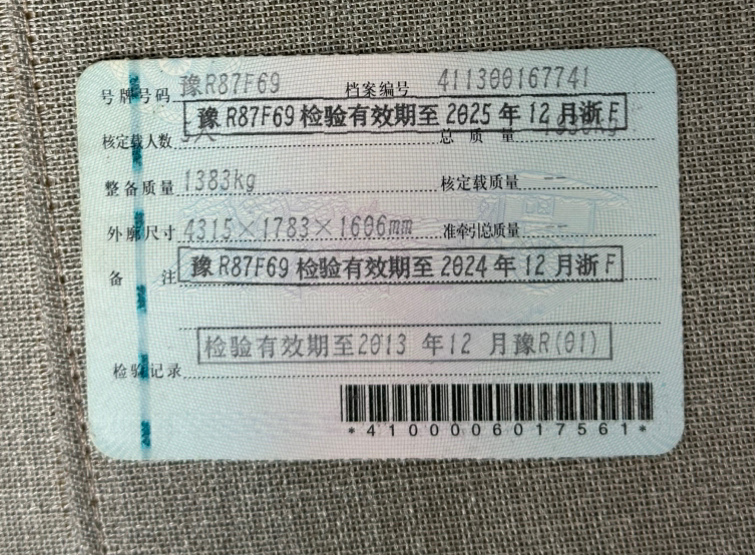 号牌号码 豫R87F69 档案编号 411300167741
豫R87F69检验有效期至2025年12月浙F
核定载人数 5人 总质量
整备质量 1383kg 核定载质量 --
外廓尺寸 4315×1783×1606mm 准牵引总质量 --
备注 豫R87F69检验有效期至2024年12月浙F
检验有效期至2013年12月豫R(01)
检验记录
*4100006017561*